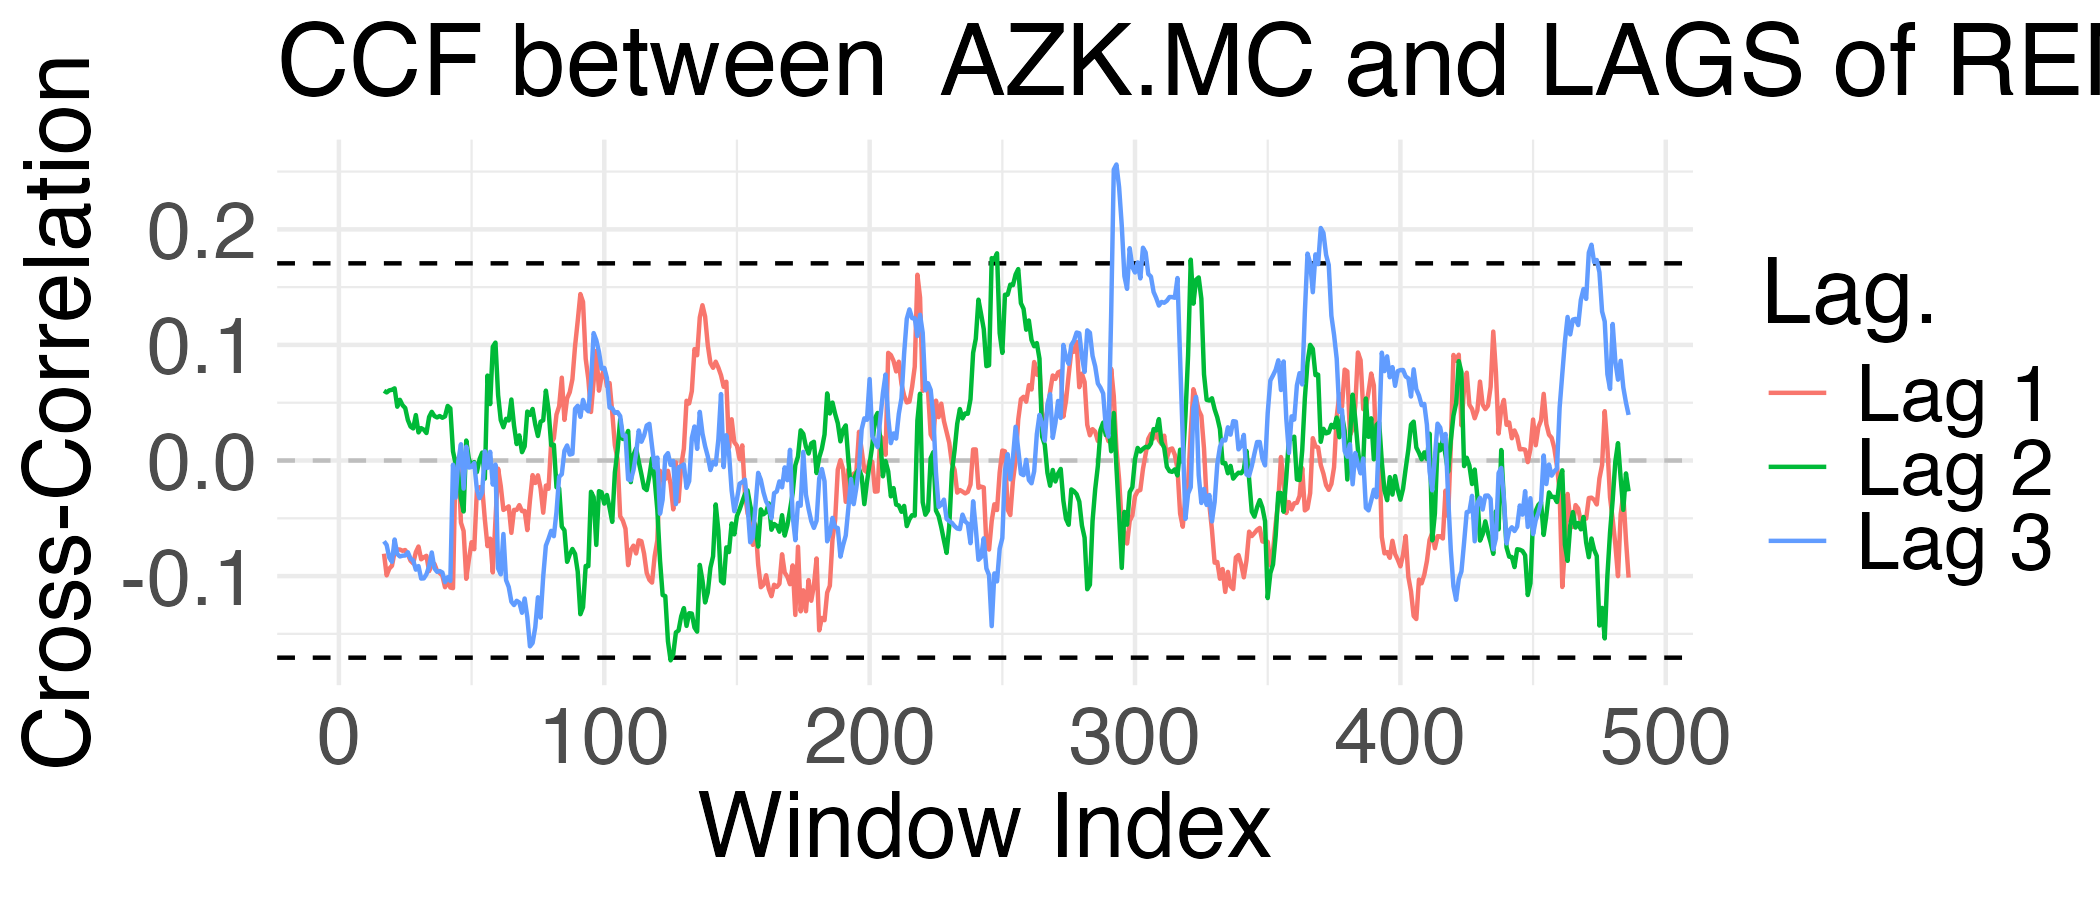 CCF between AZK.MC and LAGS of
Cross-Correlation
0.2
0.1
0.0
-0.1
0 100 200 300 400 500
Window Index
Lag.
Lag 1
Lag 2
Lag 3